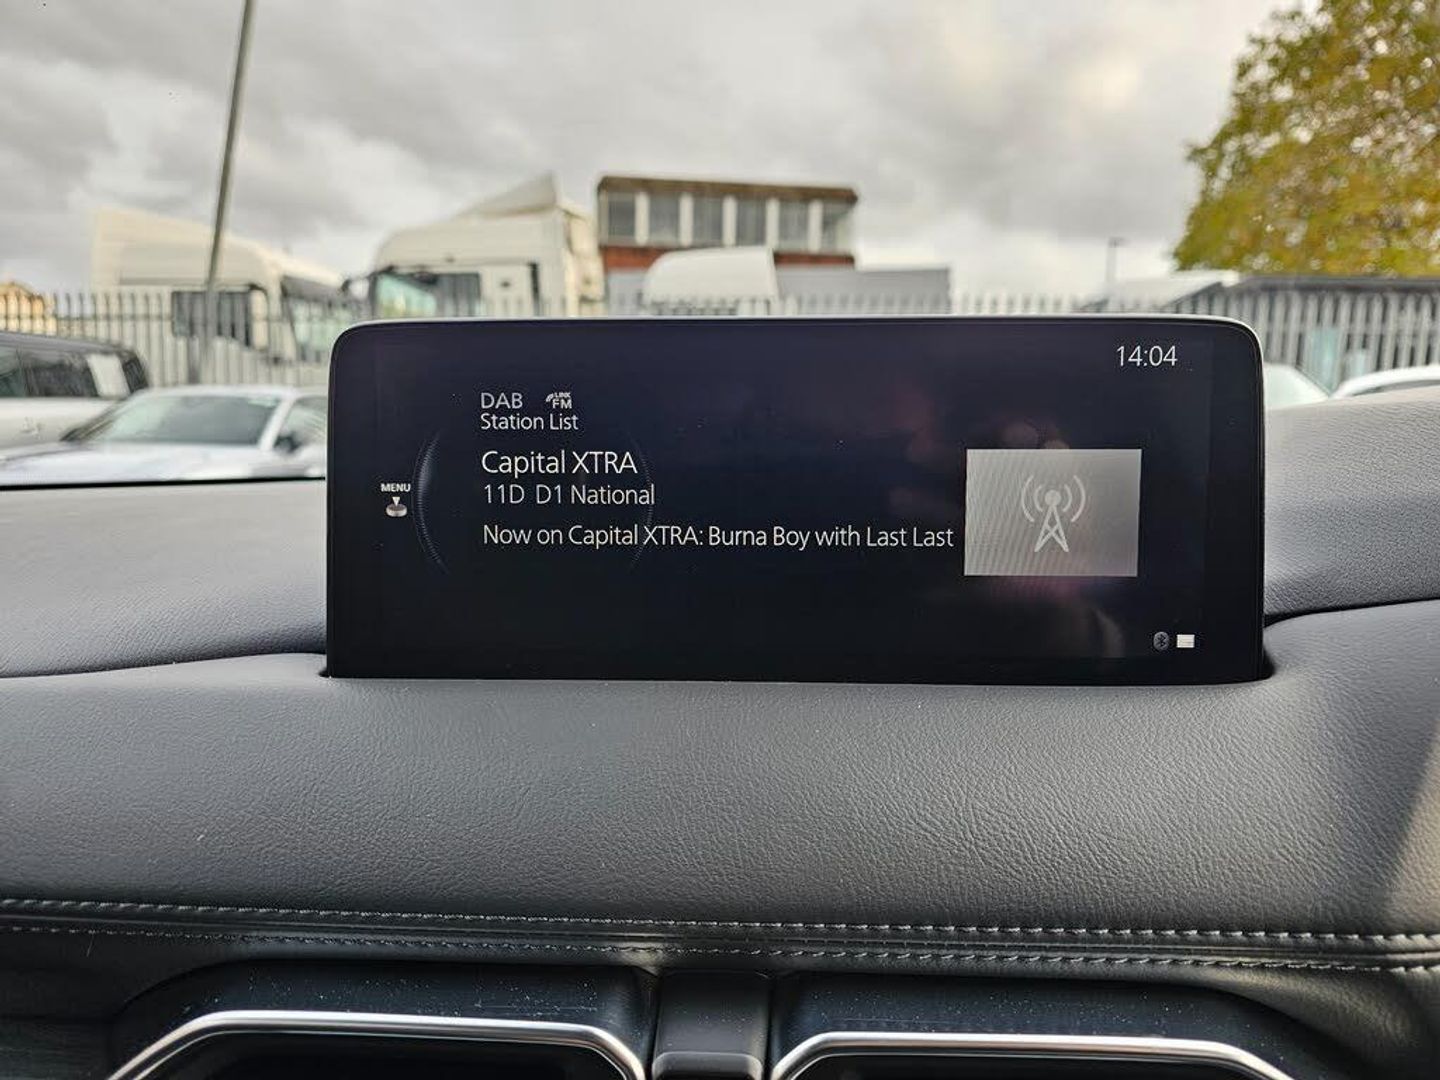 14:04
DAB LINK FM
Station List
Capital XTRA
MENU
11D D1 National
Now on Capital XTRA: Burna Boy with Last Last